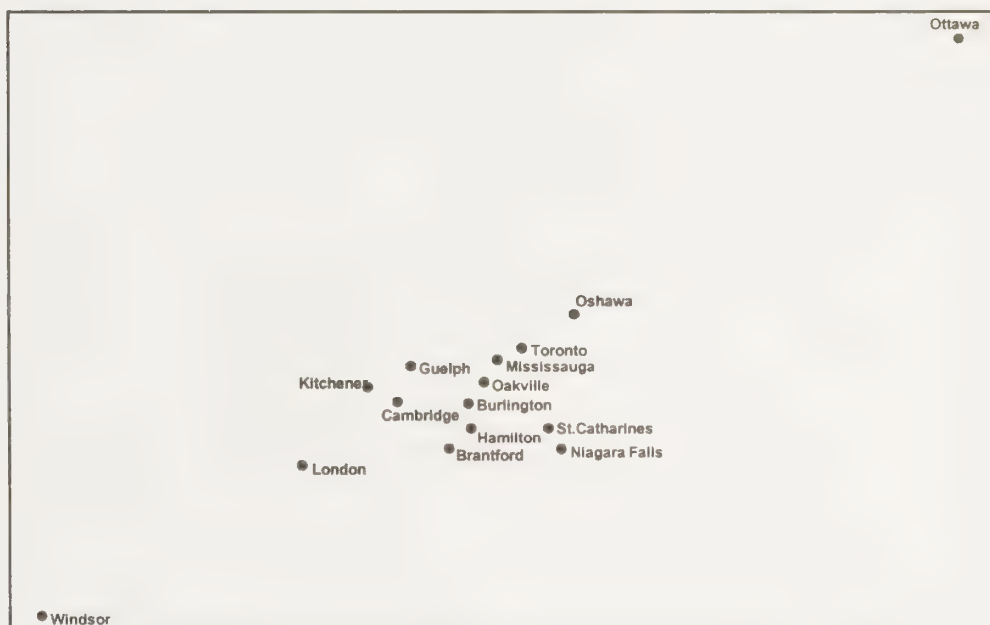 Ottawa
Oshawa
Toronto
Mississauga
Guelph
Kitchener
Oakville
Burlington
Cambridge
St.Catharines
Hamilton
Niagara Falls
Brantford
London
Windsor